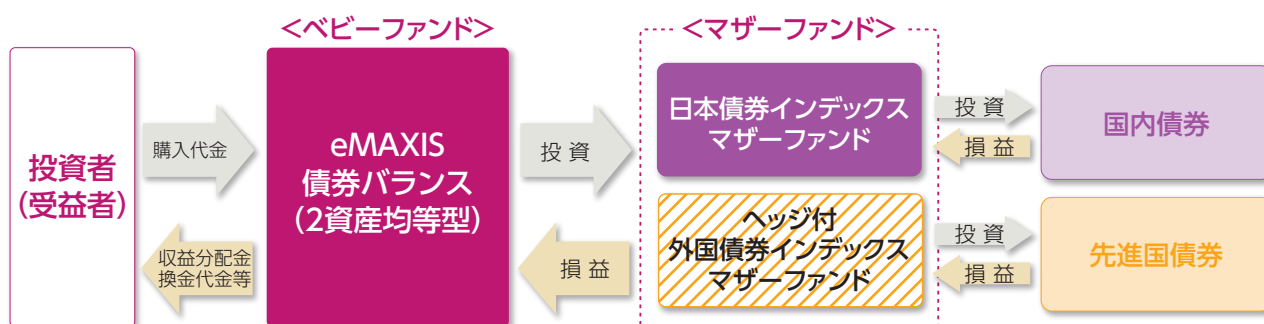 <ベビーファンド>
<マザーファンド>
投資者
(受益者)
購入代金
収益分配金
換金代金等
eMAXIS
債券バランス
(2資産均等型)
投資
損益
日本債券インデックス
マザーファンド
投資
損益
国内債券
ヘッジ付
外国債券インデックス
マザーファンド
投資
損益
先進国債券